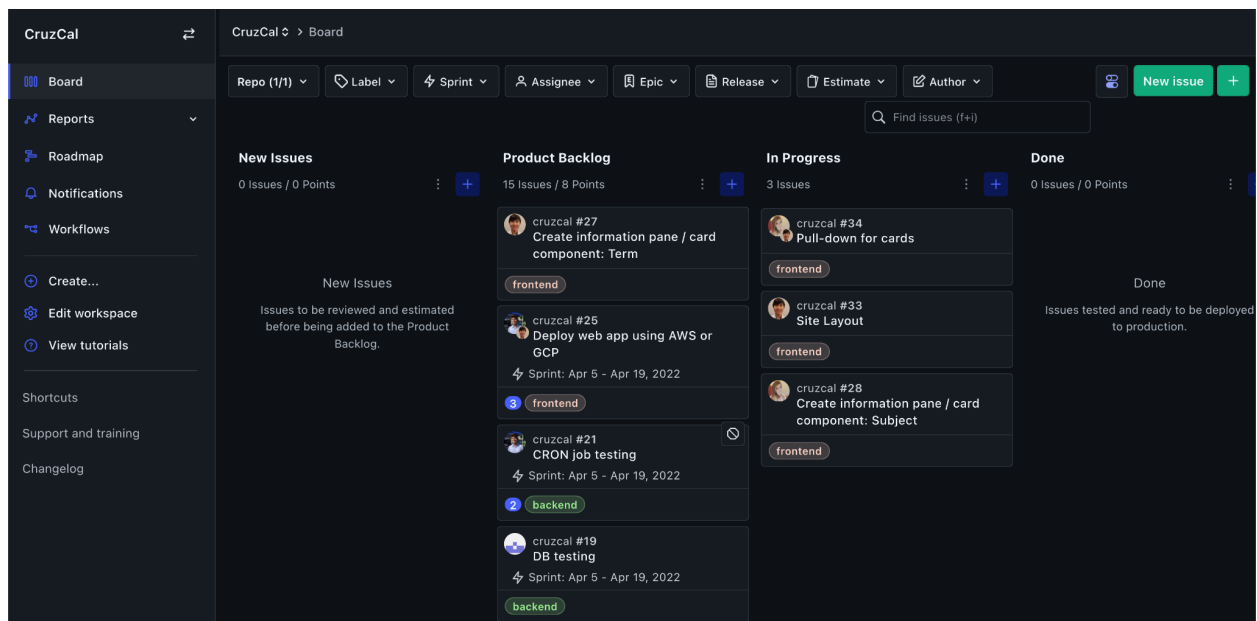 CruzCal
CruzCal > Board
Board
Reports
Roadmap
Notifications
Workflows
Create...
Edit workspace
View tutorials
Shortcuts
Support and training
Changelog
Repo (1/1)
Label
Sprint
Assignee
Epic
Release
Estimate
Author
New issue
+
Find issues (f+i)
New Issues
0 Issues / 0 Points
+
New Issues
Issues to be reviewed and estimated
before being added to the Product
Backlog.
Product Backlog
15 Issues / 8 Points
+
cruzcal #27
Create information pane / card
component: Term
frontend
cruzcal #25
Deploy web app using AWS or
GCP
Sprint: Apr 5 - Apr 19, 2022
3 frontend
cruzcal #21
CRON job testing
Sprint: Apr 5 - Apr 19, 2022
2 backend
cruzcal #19
DB testing
Sprint: Apr 5 - Apr 19, 2022
backend
In Progress
3 Issues
+
cruzcal #34
Pull-down for cards
frontend
cruzcal #33
Site Layout
frontend
cruzcal #28
Create information pane / card
component: Subject
frontend
Done
0 Issues / 0 Points
Done
Issues tested and ready to be deployed
to production.